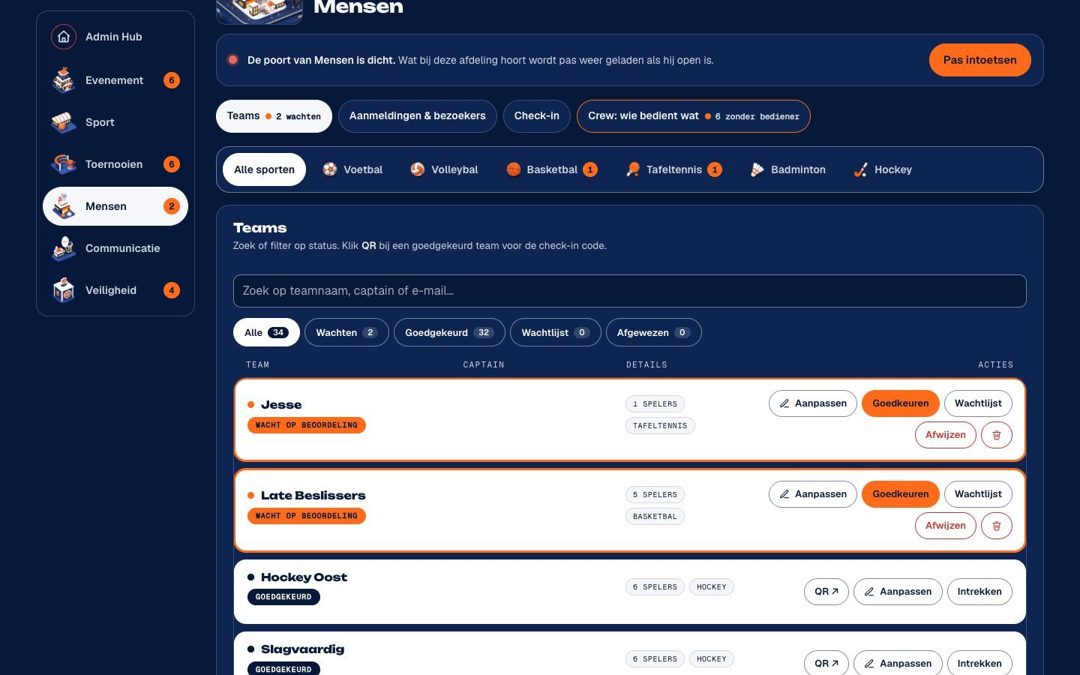 Mensen
Admin Hub
Evenement 6
Sport
Toernooien 6
Mensen 2
Communicatie
Veiligheid 4
De poort van Mensen is dicht. Wat bij deze afdeling hoort wordt pas weer geladen als hij open is.
Pas intoetsen
Teams 2 wachten
Aanmeldingen & bezoekers
Check-in
Crew: wie bedient wat 6 zonder bediener
Alle sporten
Voetbal
Volleybal
Basketbal 1
Tafeltennis 1
Badminton
Hockey
Teams
Zoek of filter op status. Klik QR bij een goedgekeurd team voor de check-in code.
Zoek op teamnaam, captain of e-mail...
Alle 34
Wachten 2
Goedgekeurd 32
Wachtlijst 0
Afgewezen 0
TEAM CAPTAIN DETAILS ACTIES
Jesse
WACHT OP BEOORDELING
1 SPELERS
TAFELTENNIS
Aanpassen
Goedkeuren
Wachtlijst
Afwijzen
Late Beslissers
WACHT OP BEOORDELING
5 SPELERS
BASKETBAL
Aanpassen
Goedkeuren
Wachtlijst
Afwijzen
Hockey Oost
GOEDGEKEURD
6 SPELERS
HOCKEY
QR ↗
Aanpassen
Intrekken
Slagvaardig
GOEDGEKEURD
6 SPELERS
HOCKEY
QR ↗
Aanpassen
Intrekken